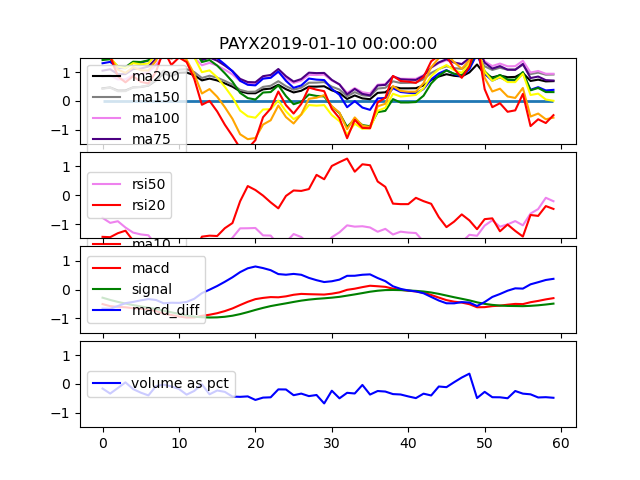 PAYX2019-01-10 00:00:00
1
0
−1
ma200
ma150
ma100
ma75
1
0
−1
rsi50
rsi20
ma10
1
0
−1
macd
signal
macd_diff
1
0
−1
volume as pct
0 10 20 30 40 50 60